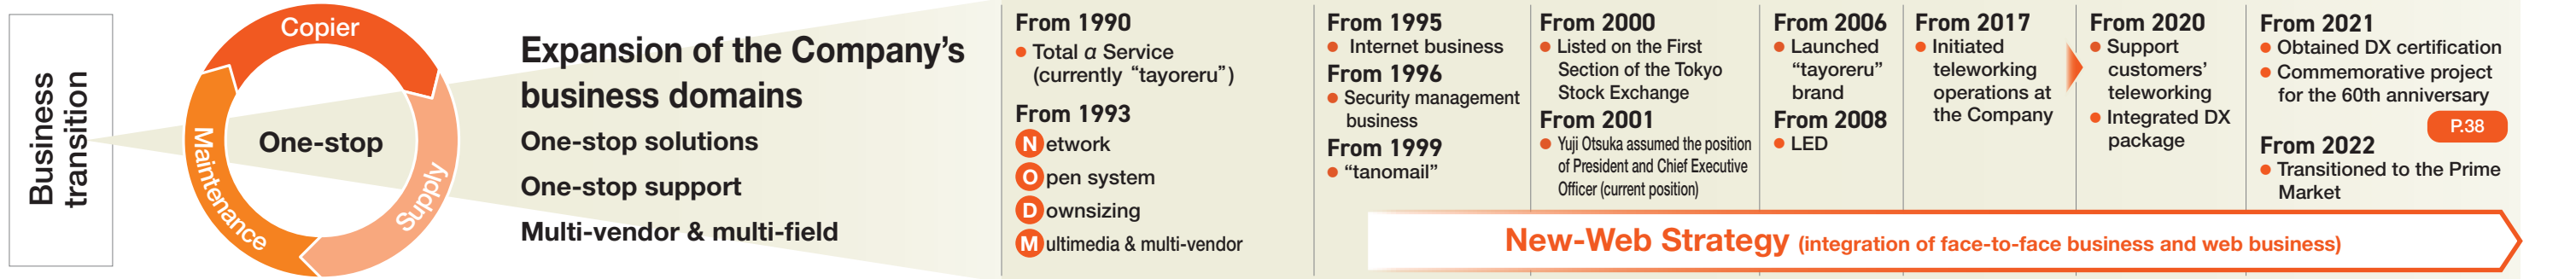 Business
transition
Copier
Supply
Maintenance
One-stop
Expansion of the Company’s
business domains
One-stop solutions
One-stop support
Multi-vendor & multi-field
From 1990
● Total α Service
(currently “tayoreru”)
From 1993
Network
Open system
Downsizing
Multimedia & multi-vendor
From 1995
● Internet business
From 1996
● Security management
business
From 1999
● “tanomail”
From 2000
● Listed on the First
Section of the Tokyo
Stock Exchange
From 2001
● Yuji Otsuka assumed the position
of President and Chief Executive
Officer (current position)
From 2006
● Launched
“tayoreru”
brand
From 2008
● LED
From 2017
● Initiated
teleworking
operations at
the Company
From 2020
● Support
customers’
teleworking
● Integrated DX
package
From 2021
● Obtained DX certification
● Commemorative project
for the 60th anniversary
P.38
From 2022
● Transitioned to the Prime
Market
New-Web Strategy (integration of face-to-face business and web business)